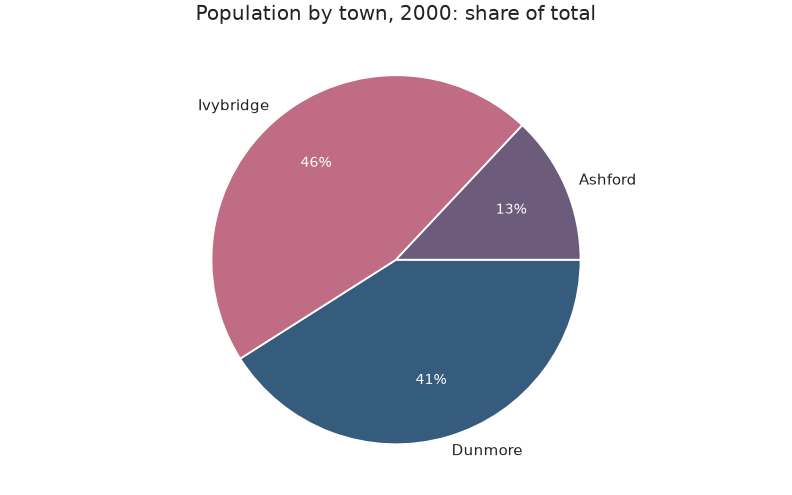 Population by town, 2000: share of total
Ivybridge
46%
Ashford
13%
41%
Dunmore